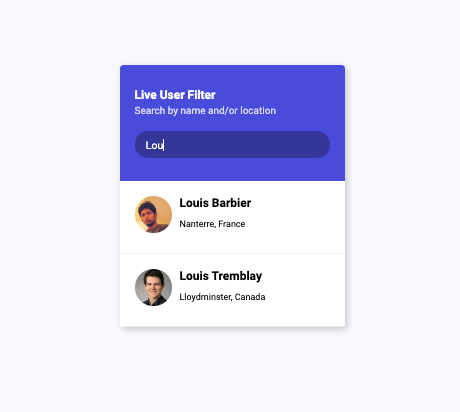 Live User Filter
Search by name and/or location
Lou
Louis Barbier
Nanterre, France
Louis Tremblay
Lloydminster, Canada